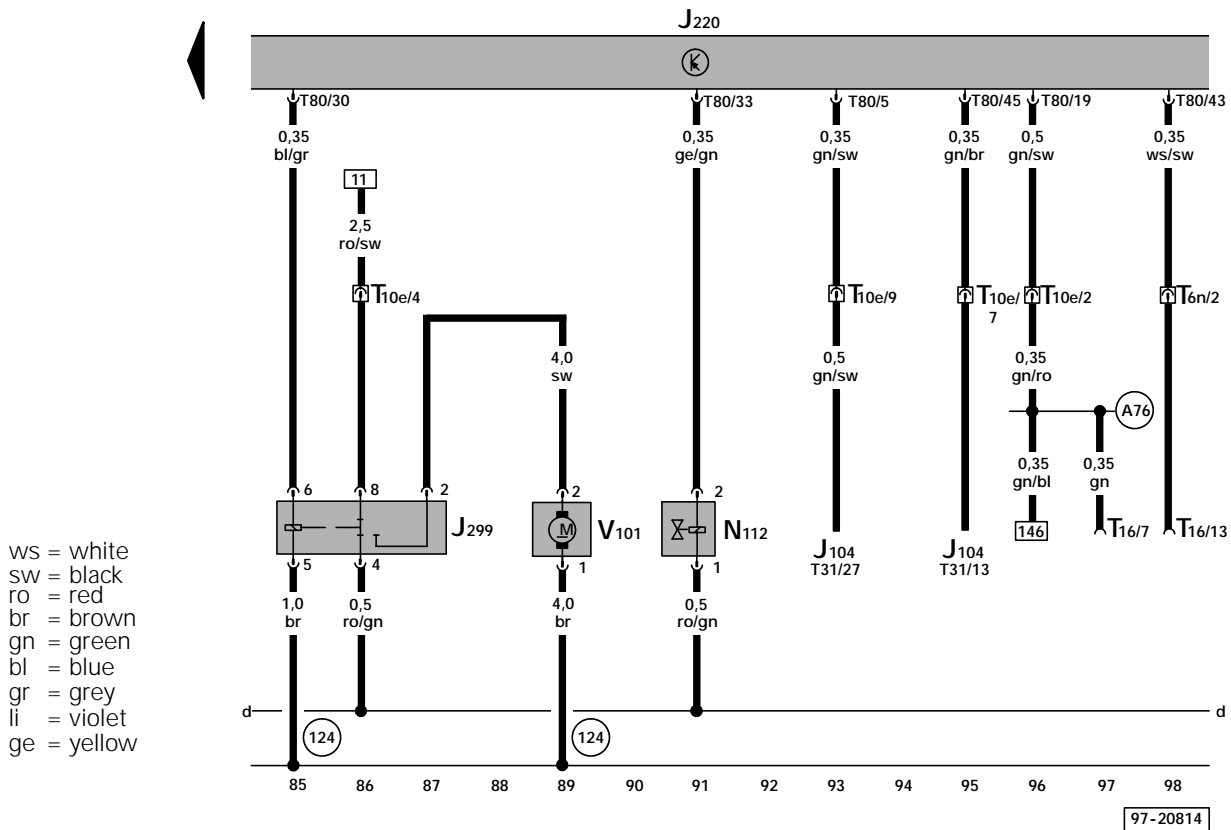 J220
T80/30
T80/33
T80/5
T80/45
T80/19
T80/43
0,35
bl/gr
0,35
ge/gn
0,35
gn/sw
0,35
gn/br
0,5
gn/sw
0,35
ws/sw
11
2,5
ro/sw
T10e/4
T10e/9
T10e/
7
T10e/2
T6n/2
4,0
sw
0,5
gn/sw
0,35
gn/ro
A76
0,35
gn/bl
0,35
gn
6
8
2
2
2
J299
V101
M
N112
146
T16/7
T16/13
J104
T31/27
J104
T31/13
5
4
1
1
1,0
br
0,5
ro/gn
4,0
br
0,5
ro/gn
ws = white
sw = black
ro = red
br = brown
gn = green
bl = blue
gr = grey
li = violet
ge = yellow
d
d
124
124
85 86 87 88 89 90 91 92 93 94 95 96 97 98
97-20814